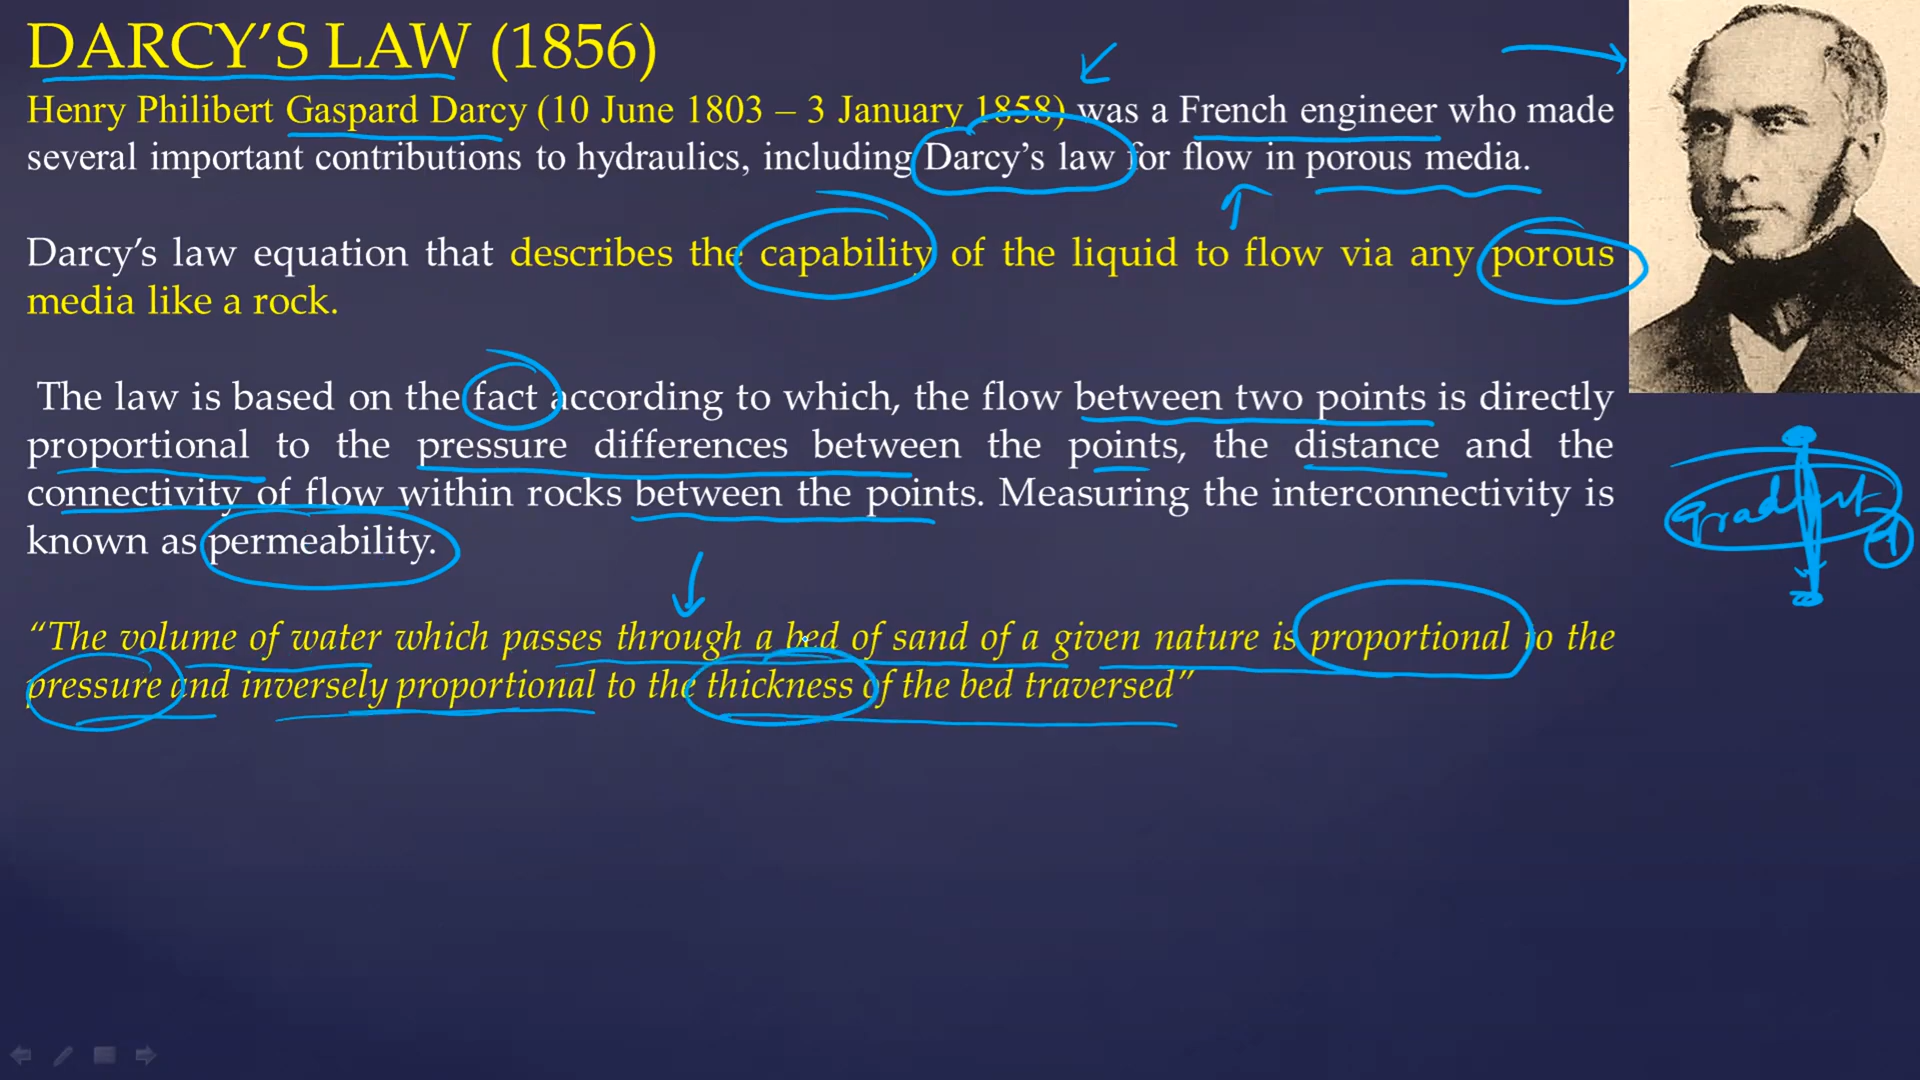 DARCY’S LAW (1856)
Henry Philibert Gaspard Darcy (10 June 1803 – 3 January 1858) was a French engineer who made
several important contributions to hydraulics, including Darcy’s law for flow in porous media.
Darcy’s law equation that describes the capability of the liquid to flow via any porous
media like a rock.
The law is based on the fact according to which, the flow between two points is directly
proportional to the pressure differences between the points, the distance and the
connectivity of flow within rocks between the points. Measuring the interconnectivity is
known as permeability.
gradient
“The volume of water which passes through a bed of sand of a given nature is proportional to the
pressure and inversely proportional to the thickness of the bed traversed”